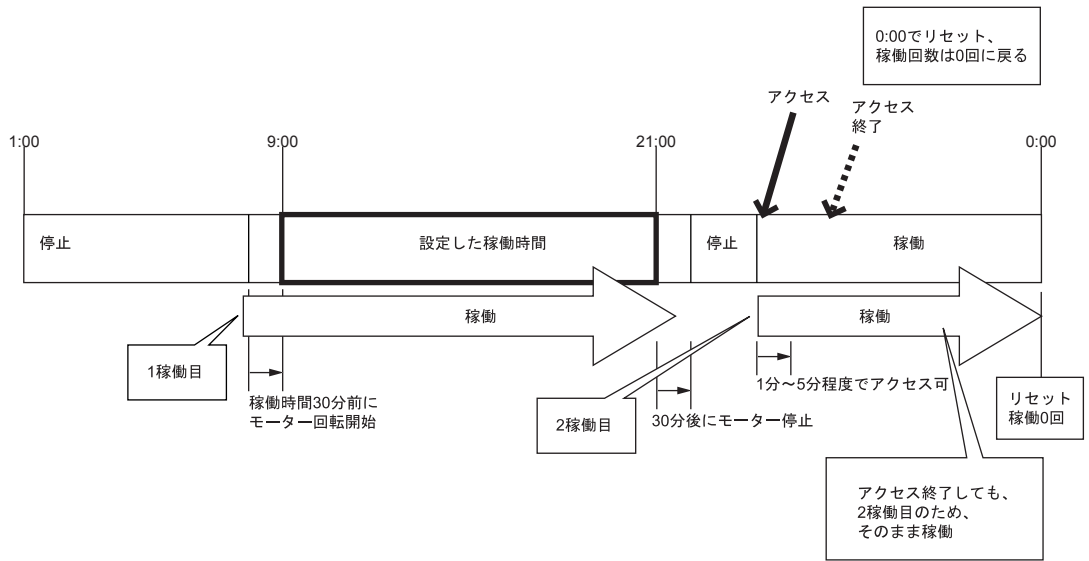 0:00でリセット、
稼働回数は0回に戻る
アクセス
アクセス
終了
1:00
9:00
21:00
0:00
停止
設定した稼働時間
停止
稼働
稼働
稼働
1稼働目
稼働時間30分前に
モーター回転開始
2稼働目
30分後にモーター停止
1分～5分程度でアクセス可
リセット
稼働0回
アクセス終了しても、
2稼働目のため、
そのまま稼働